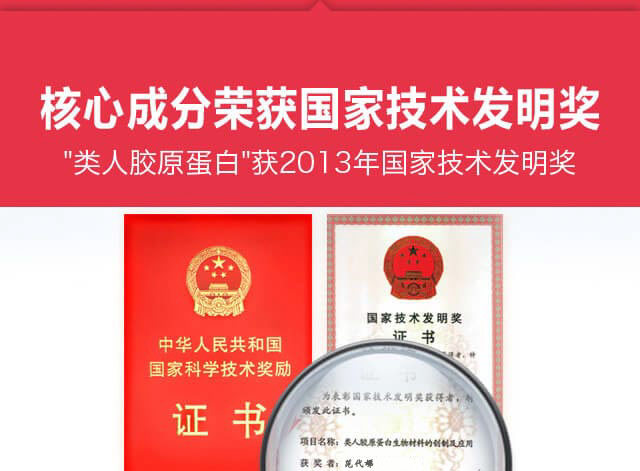 核心成分荣获国家技术发明奖
"类人胶原蛋白"获2013年国家技术发明奖
中华人民共和国
国家科学技术奖励
证书
国家技术发明奖
证书
为表彰国家技术发明奖获得者，
颁发此证书。
项目名称：类人胶原蛋白生物材料的创制及应用
获奖者：范代娣